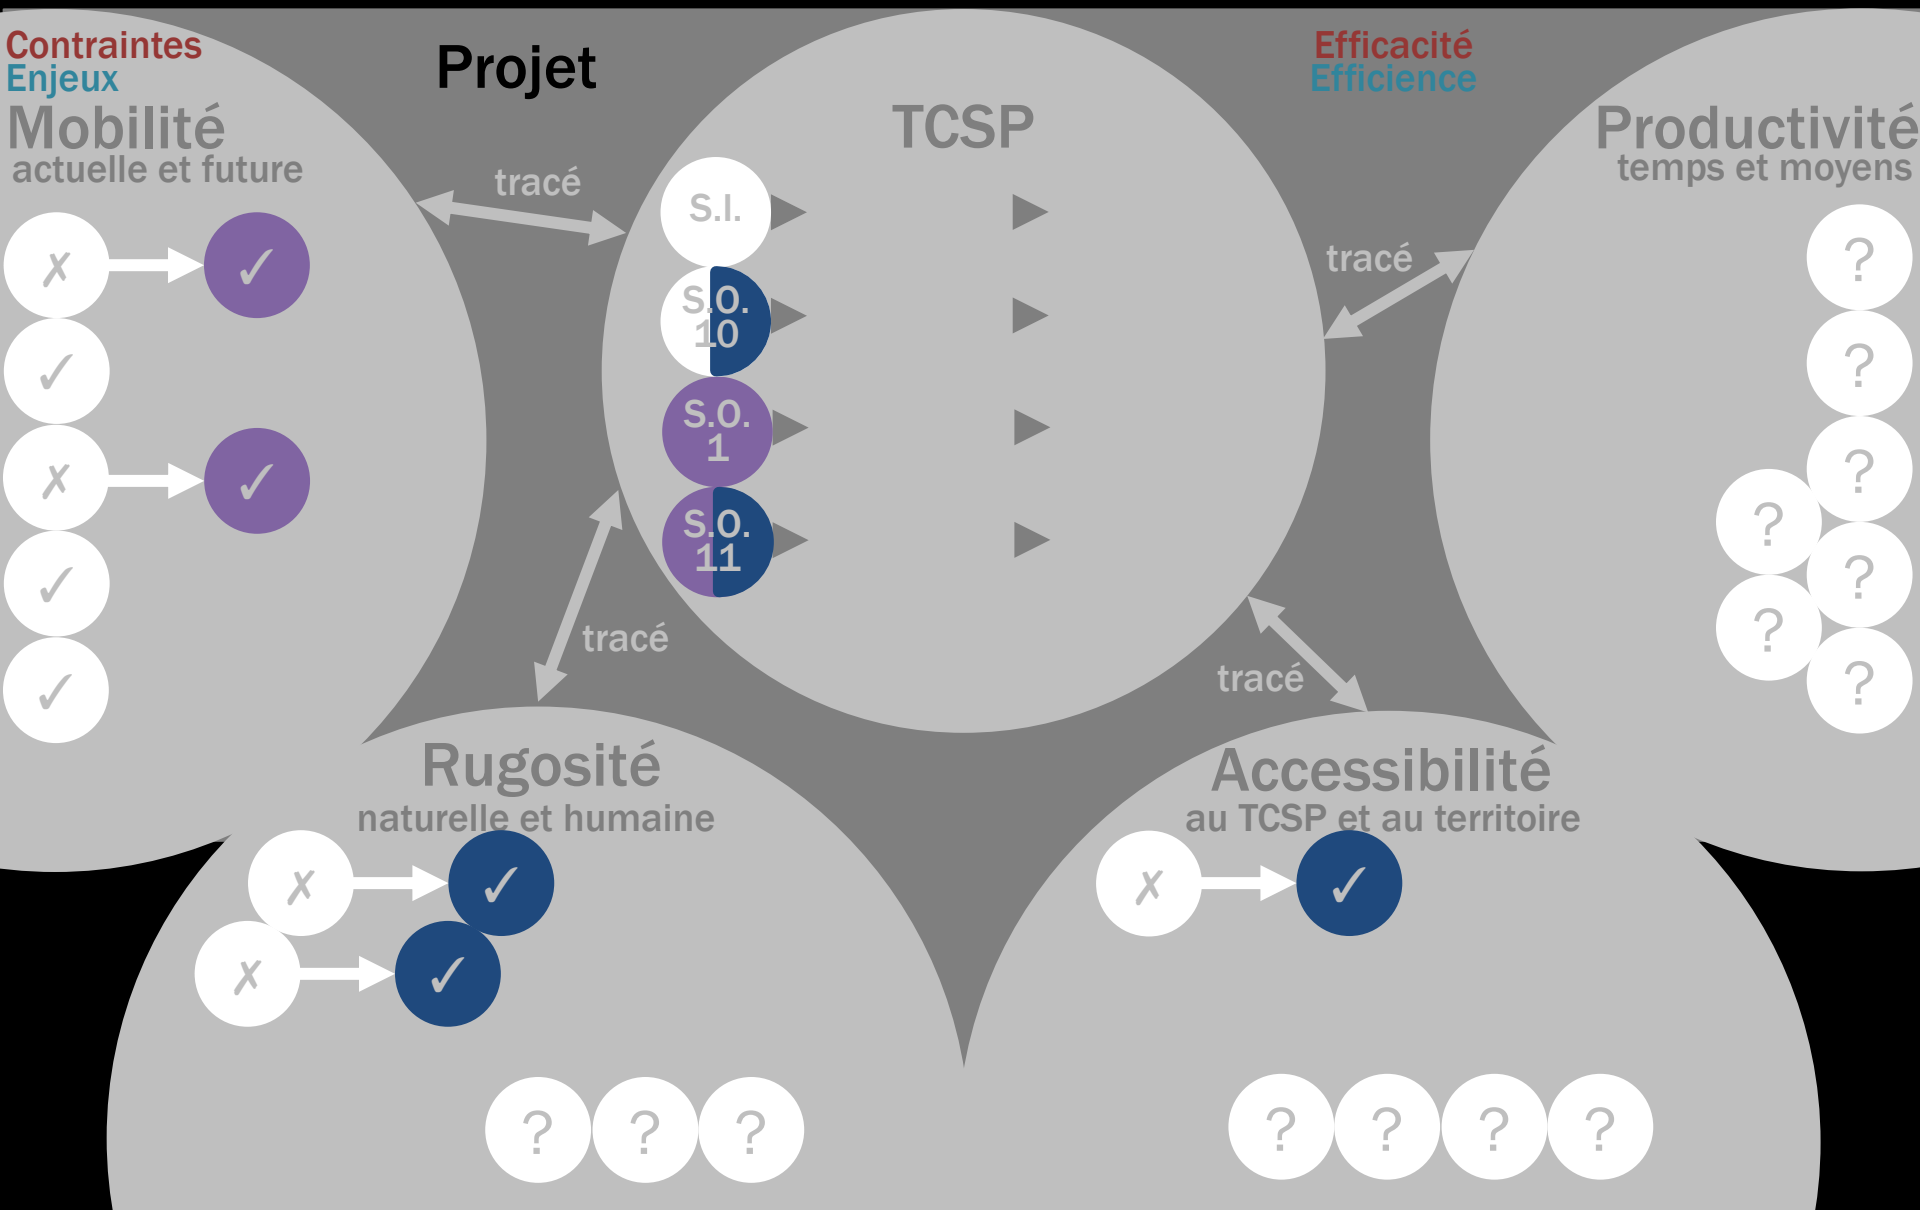 Contraintes
Enjeux
Mobilité
actuelle et future
✗ ✓
✓
✗ ✓
✓
✓
Projet
tracé
TCSP
S.I.
S.O.
10
S.O.
1
S.O.
11
Efficacité
Efficience
tracé
Productivité
temps et moyens
?
?
?
?
?
?
?
tracé
tracé
Rugosité
naturelle et humaine
✗ ✓
✗ ✓
? ? ?
Accessibilité
au TCSP et au territoire
✗ ✓
? ? ? ?